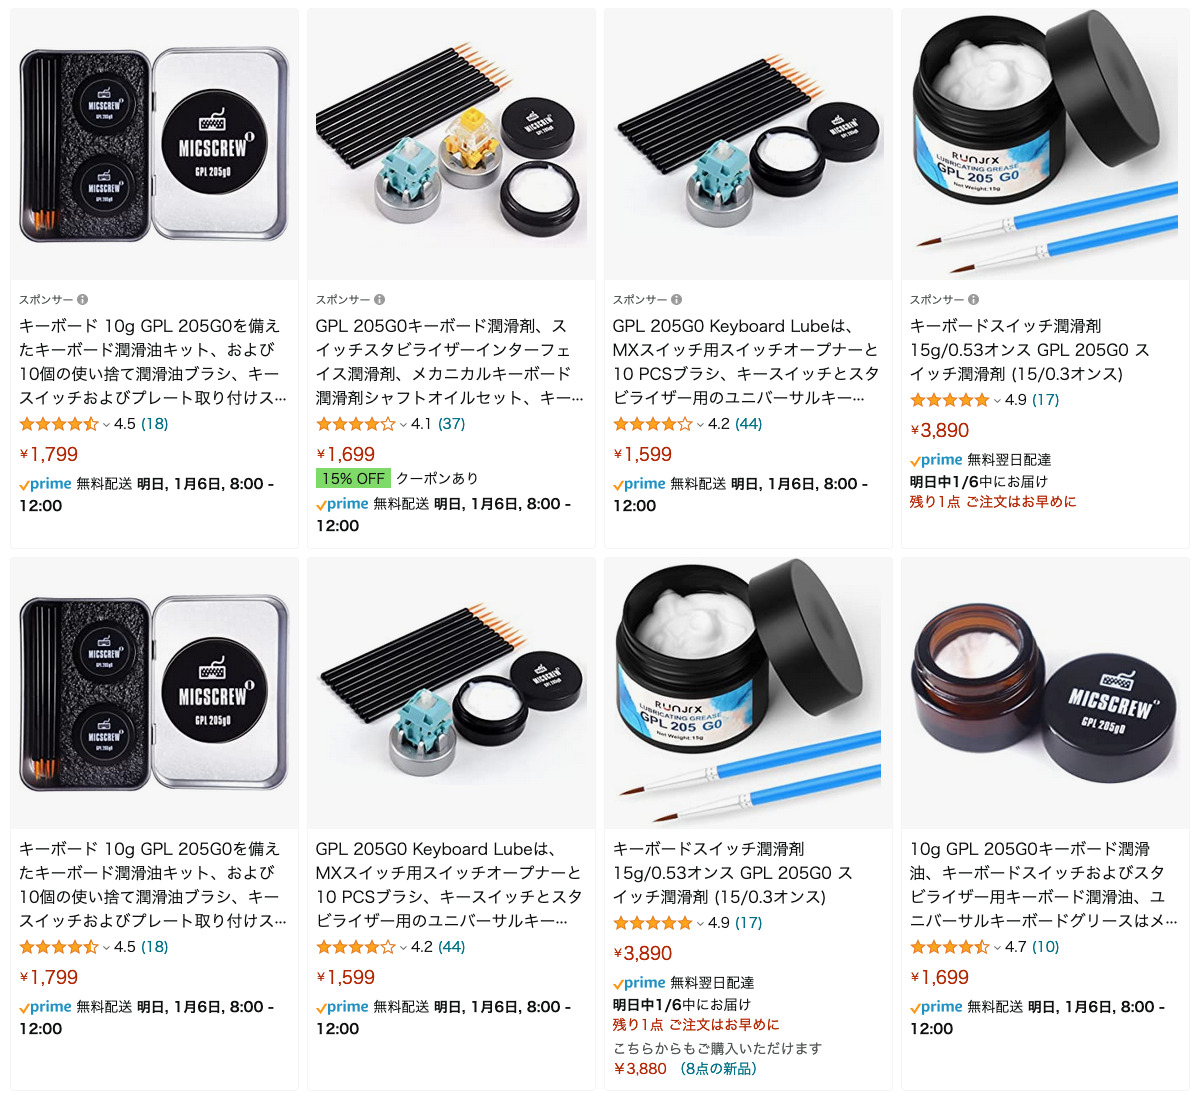 MICSCREW
GPL 205g0
MICSCREW
GPL 205g0
MICSCREW
GPL 205g0
MICSCREW
GPL 205g0
MICSCREW
GPL 205g0
RUNJRX
LUBRICATING GREASE
GPL 205 G0
Net Weight: 15g
スポンサー
キーボード 10g GPL 205G0を備え
たキーボード潤滑油キット、および
10個の使い捨て潤滑油ブラシ、キー
スイッチおよびプレート取り付けス…
4.5 (18)
¥1,799
prime 無料配送 明日, 1月6日, 8:00 -
12:00
スポンサー
GPL 205G0キーボード潤滑剤、ス
イッチスタビライザーインターフェ
イス潤滑剤、メカニカルキーボード
潤滑剤シャフトオイルセット、キー…
4.1 (37)
¥1,699
15% OFF クーポンあり
prime 無料配送 明日, 1月6日, 8:00 -
12:00
スポンサー
GPL 205G0 Keyboard Lubeは、
MXスイッチ用スイッチオープナーと
10 PCSブラシ、キースイッチとスタ
ビライザー用のユニバーサルキー…
4.2 (44)
¥1,599
prime 無料配送 明日, 1月6日, 8:00 -
12:00
スポンサー
キーボードスイッチ潤滑剤
15g/0.53オンス GPL 205G0 ス
イッチ潤滑剤 (15/0.3オンス)
4.9 (17)
¥3,890
prime 無料翌日配達
明日中1/6中にお届け
残り1点 ご注文はお早めに
MICSCREW
GPL 205g0
MICSCREW
GPL 205g0
MICSCREW
GPL 205g0
MICSCREW
GPL 205g0
RUNJRX
LUBRICATING GREASE
GPL 205 G0
Net Weight: 15g
MICSCREW
GPL 205g0
キーボード 10g GPL 205G0を備え
たキーボード潤滑油キット、および
10個の使い捨て潤滑油ブラシ、キー
スイッチおよびプレート取り付けス…
4.5 (18)
¥1,799
prime 無料配送 明日, 1月6日, 8:00 -
12:00
GPL 205G0 Keyboard Lubeは、
MXスイッチ用スイッチオープナーと
10 PCSブラシ、キースイッチとスタ
ビライザー用のユニバーサルキー…
4.2 (44)
¥1,599
prime 無料配送 明日, 1月6日, 8:00 -
12:00
キーボードスイッチ潤滑剤
15g/0.53オンス GPL 205G0 ス
イッチ潤滑剤 (15/0.3オンス)
4.9 (17)
¥3,890
prime 無料翌日配達
明日中1/6中にお届け
残り1点 ご注文はお早めに
こちらからもご購入いただけます
¥3,880 (8点の新品)
10g GPL 205G0キーボード潤滑
油、キーボードスイッチおよびスタ
ビライザー用キーボード潤滑油、ユ
ニバーサルキーボードグリースはメ…
4.7 (10)
¥1,699
prime 無料配送 明日, 1月6日, 8:00 -
12:00